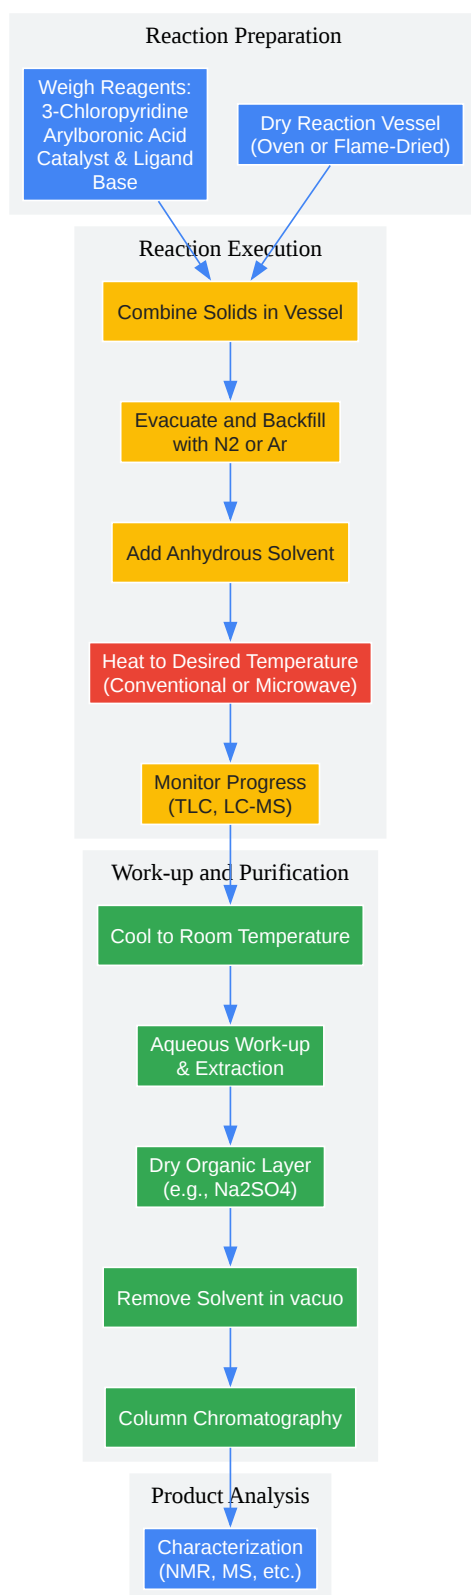 Reaction Preparation
Weigh Reagents:
3-Chloropyridine
Arylboronic Acid
Catalyst & Ligand
Base
Dry Reaction Vessel
(Oven or Flame-Dried)
Reaction Execution
Combine Solids in Vessel
Evacuate and Backfill
with N2 or Ar
Add Anhydrous Solvent
Heat to Desired Temperature
(Conventional or Microwave)
Monitor Progress
(TLC, LC-MS)
Work-up and Purification
Cool to Room Temperature
Aqueous Work-up
& Extraction
Dry Organic Layer
(e.g., Na2SO4)
Remove Solvent in vacuo
Column Chromatography
Product Analysis
Characterization
(NMR, MS, etc.)